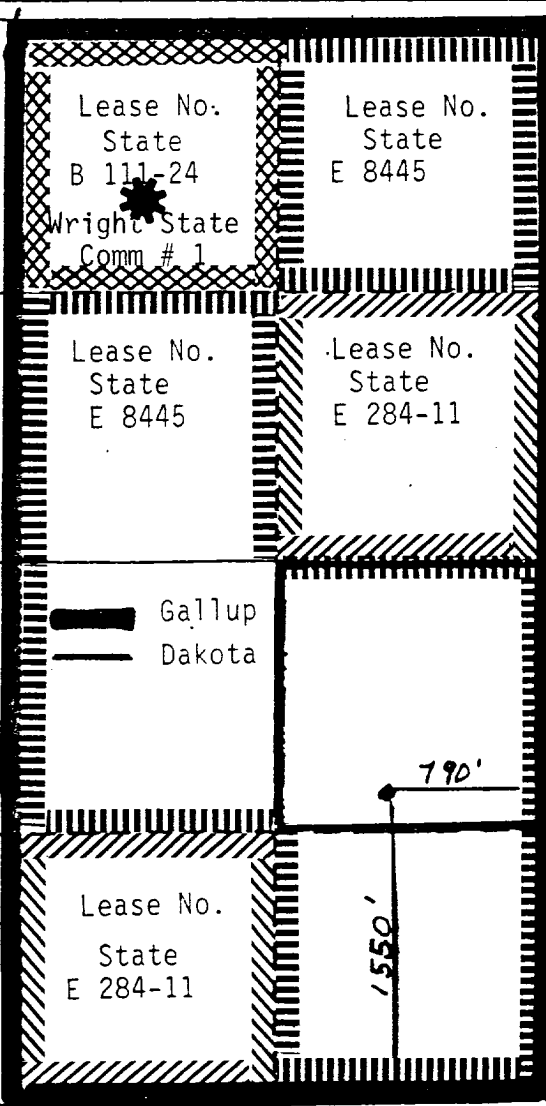 Lease No.
State
B 111-24
Wright State
Comm # 1
Lease No.
State
E 8445
Lease No.
State
E 8445
Lease No.
State
E 284-11
Gallup
Dakota
790'
1550'
Lease No.
State
E 284-11